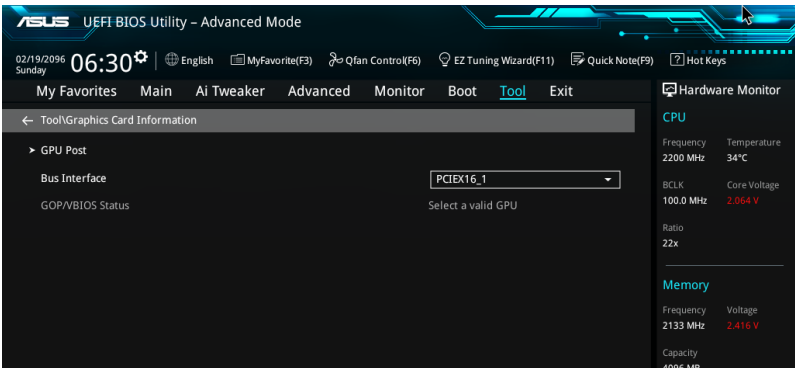 ASUS UEFI BIOS Utility – Advanced Mode
02/19/2096
Sunday
06:30
English MyFavorite(F3) Qfan Control(F6) EZ Tuning Wizard(F11) Quick Note(F9) ? Hot Keys
My Favorites Main Ai Tweaker Advanced Monitor Boot Tool Exit
Hardware Monitor
← Tool\Graphics Card Information
GPU Post
Bus Interface PCIEX16_1
GOP/VBIOS Status Select a valid GPU
CPU
Frequency Temperature
2200 MHz 34°C
BCLK Core Voltage
100.0 MHz 2.064 V
Ratio
22x
Memory
Frequency Voltage
2133 MHz 2.416 V
Capacity
4096 MB